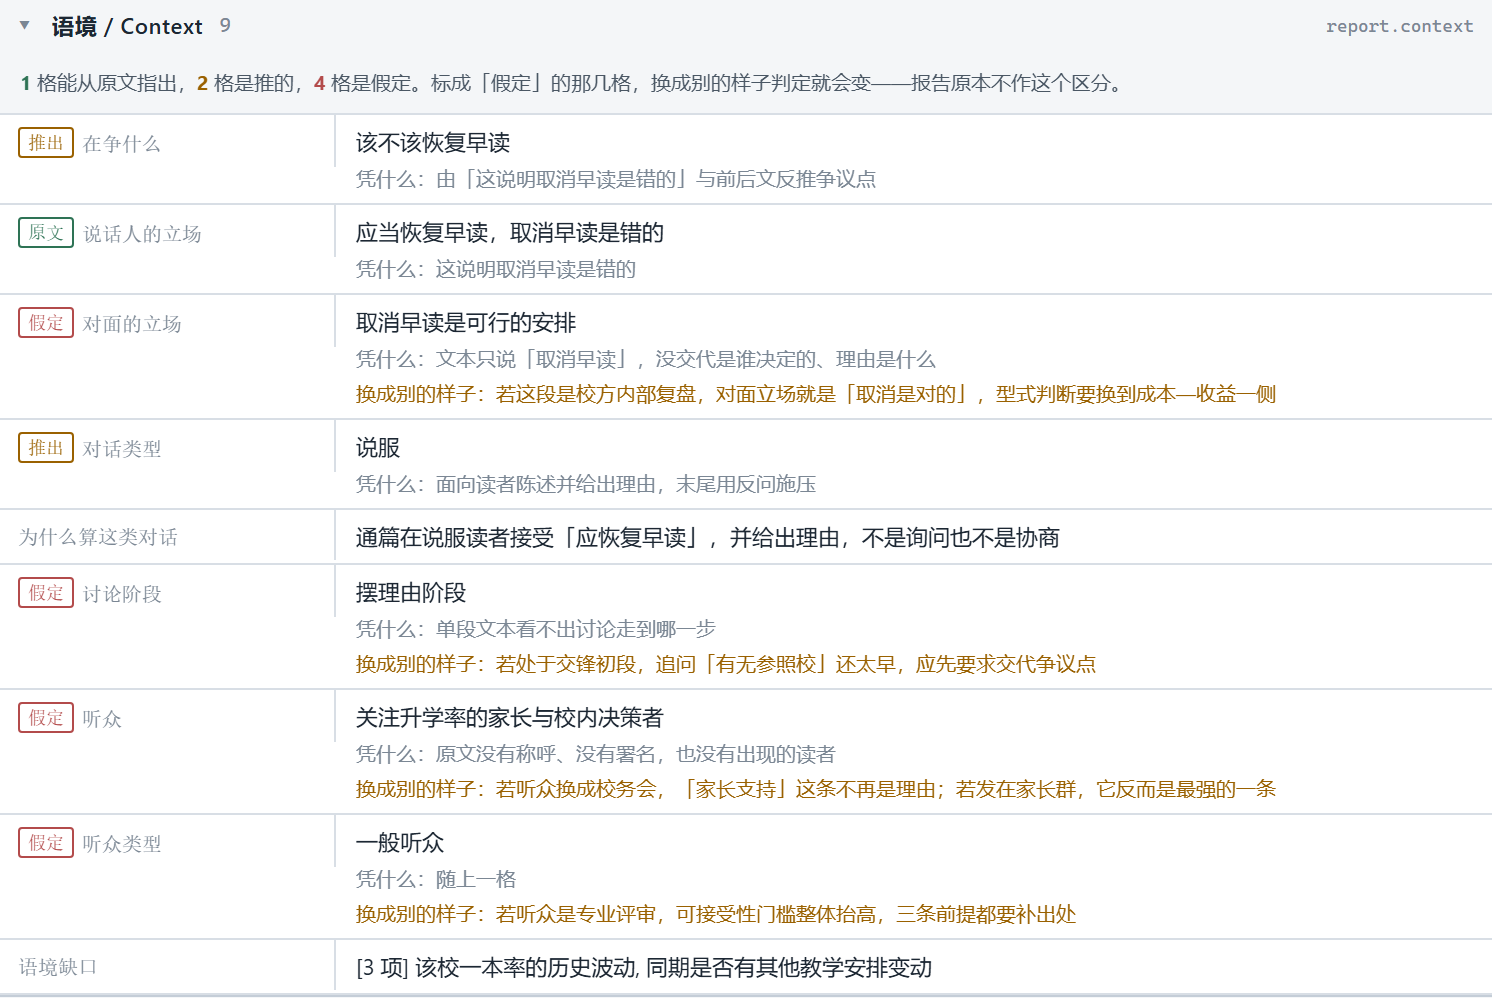 ▼ 语境 / Context 9 report.context
1 格能从原文指出，2 格是推的，4 格是假定。标成「假定」的那几格，换成别的样子判定就会变——报告原本不作这个区分。
推出 在争什么 该不该恢复早读
凭什么：由「这说明取消早读是错的」与前后文反推争议点
原文 说话人的立场 应当恢复早读，取消早读是错的
凭什么：这说明取消早读是错的
假定 对面的立场 取消早读是可行的安排
凭什么：文本只说「取消早读」，没交代是谁决定的、理由是什么
换成别的样子：若这段是校方内部复盘，对面立场就是「取消是对的」，型式判断要换到成本—收益一侧
推出 对话类型 说服
凭什么：面向读者陈述并给出理由，末尾用反问施压
为什么算这类对话 通篇在说服读者接受「应恢复早读」，并给出理由，不是询问也不是协商
假定 讨论阶段 摆理由阶段
凭什么：单段文本看不出讨论走到哪一步
换成别的样子：若处于交锋初段，追问「有无参照校」还太早，应先要求交代争议点
假定 听众 关注升学率的家长与校内决策者
凭什么：原文没有称呼、没有署名，也没有出现的读者
换成别的样子：若听众换成校务会，「家长支持」这条不再是理由；若发在家长群，它反而是最强的一条
假定 听众类型 一般听众
凭什么：随上一格
换成别的样子：若听众是专业评审，可接受性门槛整体抬高，三条前提都要补出处
语境缺口 [3 项] 该校一本率的历史波动, 同期是否有其他教学安排变动